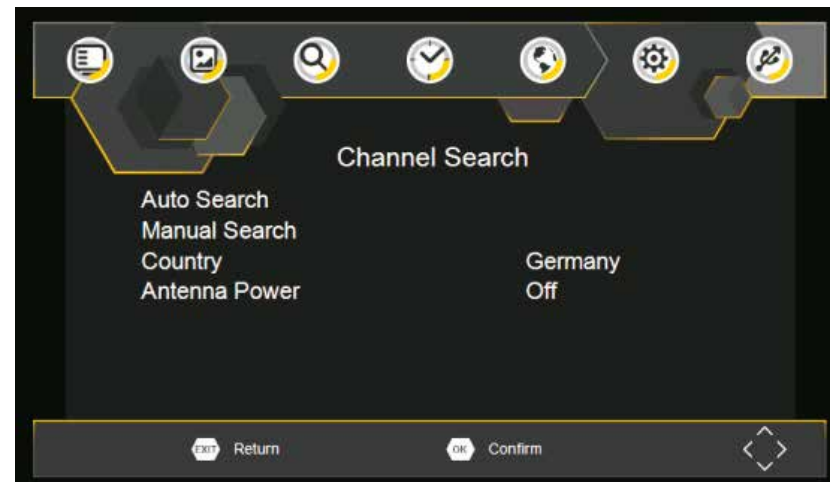 Channel Search
Auto Search
Manual Search
Country Germany
Antenna Power Off
EXIT Return OK Confirm